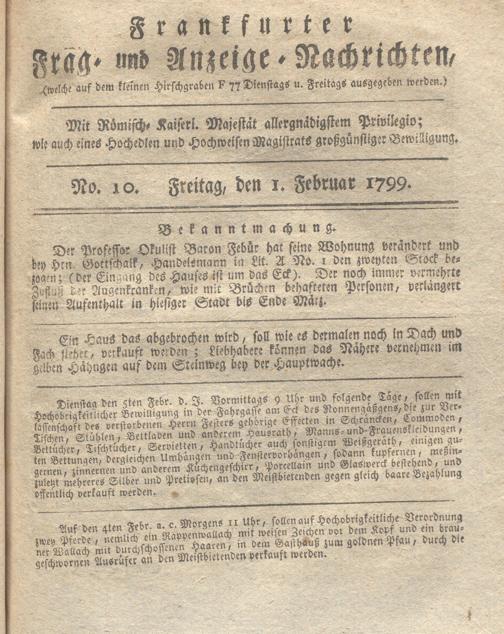 Frankfurter
Frag- und Anzeige-Nachrichten,
(welche auf dem kleinen Hirschgraben F 77 Dienstags u. Freitags ausgegeben werden.)
Mit Römisch-Kaiserl. Majestät allergnädigstem Privilegio;
wie auch eines Hochedlen und Hochweisen Magistrats großgünstiger Bewilligung.
No. 10. Freitag, den 1. Februar 1799.
Bekanntmachung.
Der Professor Okulist Baron Febür hat seine Wohnung verändert und
bey Hrn. Gottschalk, Handelsmann in Lit. A No. 1 den zweyten Stock be-
zogen; (der Eingang des Hauses ist um das Eck). Der noch immer vermehrte
Zufluß der Augenkranken, wie mit Brüchen behafteten Personen, verlängert
seinen Aufenthalt in hiesiger Stadt bis Ende März.
Ein Haus das abgebrochen wird, soll wie es dermalen noch in Dach und
Fach stehet, verkauft werden; Liebhabere können das Nähere vernehmen im
gelben Hähngen auf dem Steinweg bey der Hauptwache.
Dienstag den 5ten Febr. d. J. Vormittags 9 Uhr und folgende Täge, sollen mit
Hochobrigkeitlicher Bewilligung in der Fahrgasse am Eck des Nonnengäßgens, die zur Ver-
lassenschaft des verstorbenen Herrn Festers gehörige Effecten in Schräncken, Commoden,
Tischen, Stühlen, Bettladen und anderem Hausrath, Manns- und Frauenskleidungen,
Bettücher, Tischtücher, Servietten, Handtücher auch sonstigem Weißgeräth, einigen gu-
ten Bettungen, dergleichen Umhängen und Fenstervorhängen, sodann kupfernen, meßin-
gernen, zinnernen und anderem Küchengeschirr, Porcellain und Glaswerck bestehend, und
zuletzt mehreres Silber und Pretiosen, an den Meistbietenden gegen gleich baare Bezahlung
öffentlich verkauft werden.
Auf den 4ten Febr. a. c. Morgens 11 Uhr, sollen auf Hochobrigkeitliche Verordnung
zwey Pferde, nemlich ein Rappenwallach mit weisen Zeichen vor dem Kopf und ein brau-
ner Wallach mit durchschossenen Haaren, in dem Gasthauß zum goldnen Pfau, durch die
geschwornen Ausrüfer an den Meistbietenden verkauft werden.